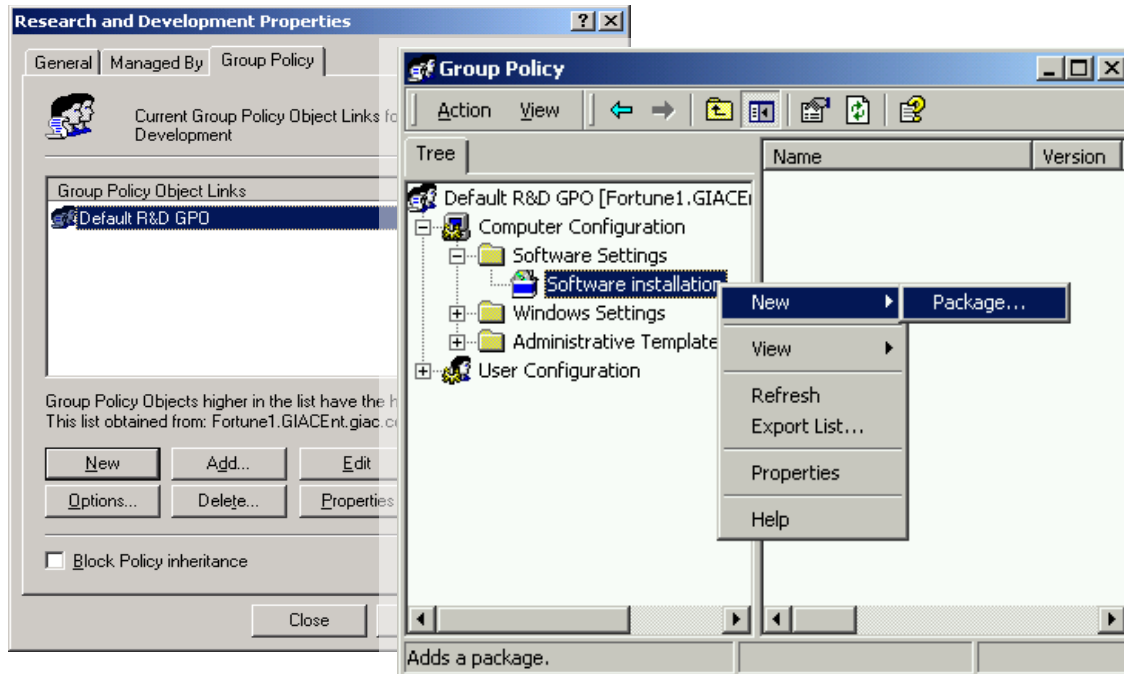 Research and Development Properties
General Managed By Group Policy
Current Group Policy Object Links
Development
Group Policy Object Links
Default R&D GPO
Group Policy Objects higher in the list have the
This list obtained from: Fortune1.GIACEnt.giac.
New Add... Edit
Options... Delete... Properties
Block Policy inheritance
Close
Group Policy
Action View
Tree
Name Version
Default R&D GPO [Fortune1.GIACE
Computer Configuration
Software Settings
Software installation
Windows Settings
Administrative Template
User Configuration
New Package...
View
Refresh
Export List...
Properties
Help
Adds a package.